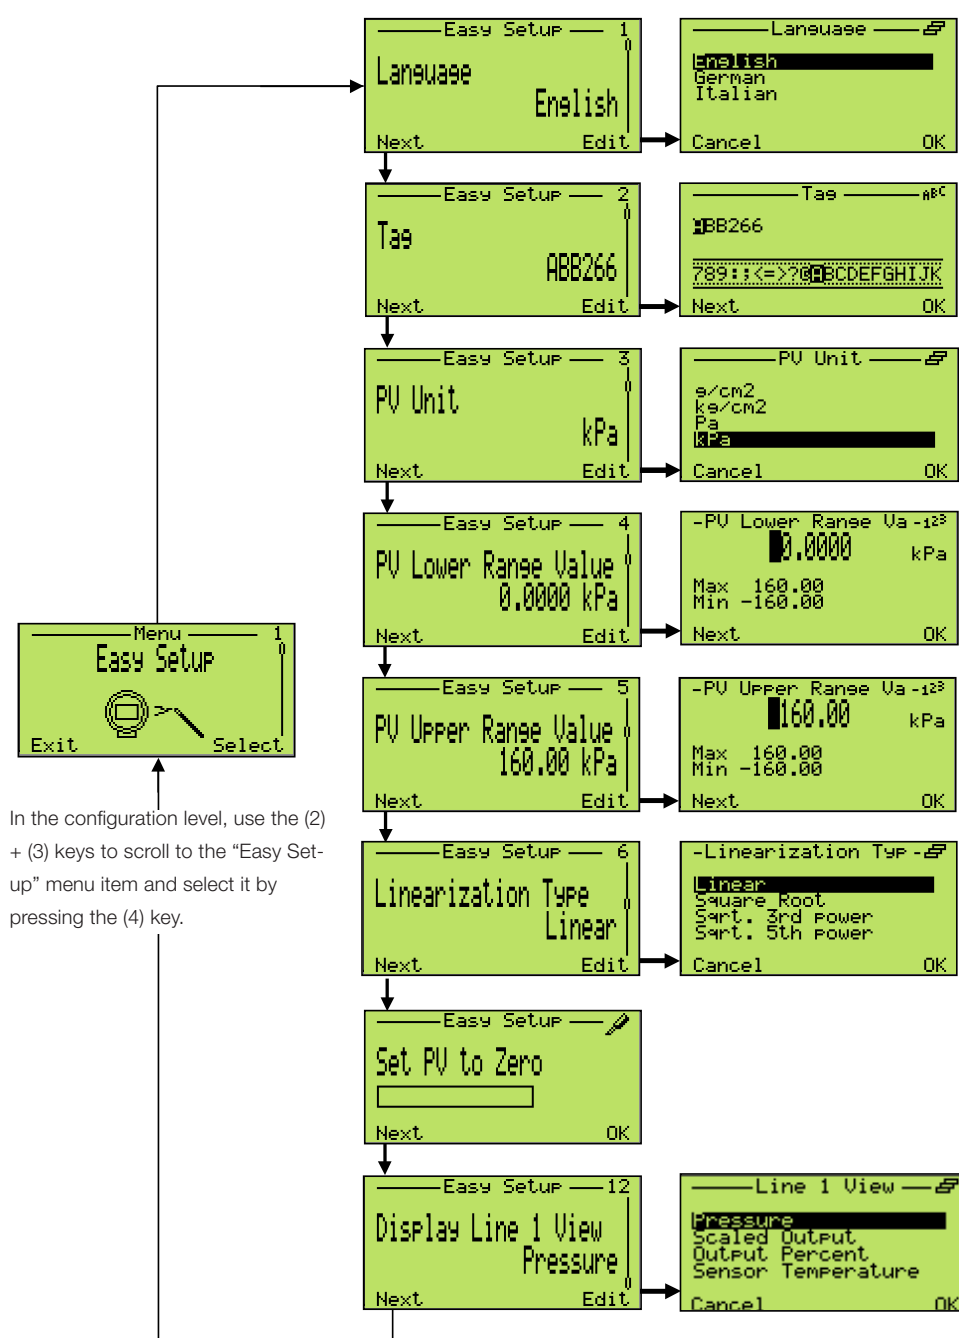 Easy Setup 1
Language
English
Next Edit
Language
English
German
Italian
Cancel OK
Easy Setup 2
Tag
ABB266
Next Edit
Tag ABC
ABB266
789:;<=>?@ABCDEFGHIJK
Next OK
Easy Setup 3
PV Unit
kPa
Next Edit
PV Unit
g/cm2
kg/cm2
Pa
kPa
Cancel OK
Easy Setup 4
PV Lower Range Value
0.0000 kPa
Next Edit
-PV Lower Range Va-123
0.0000 kPa
Max 160.00
Min -160.00
Next OK
Menu 1
Easy Setup
Exit Select
In the configuration level, use the (2)
+ (3) keys to scroll to the “Easy Set-
up” menu item and select it by
pressing the (4) key.
Easy Setup 5
PV Upper Range Value
160.00 kPa
Next Edit
-PV Upper Range Va-123
160.00 kPa
Max 160.00
Min -160.00
Next OK
Easy Setup 6
Linearization Type
Linear
Next Edit
-Linearization Typ-
Linear
Square Root
Sqrt. 3rd power
Sqrt. 5th power
Cancel OK
Easy Setup
Set PV to Zero
Next OK
Easy Setup 12
Display Line 1 View
Pressure
Next Edit
Line 1 View
Pressure
Scaled Output
Output Percent
Sensor Temperature
Cancel OK